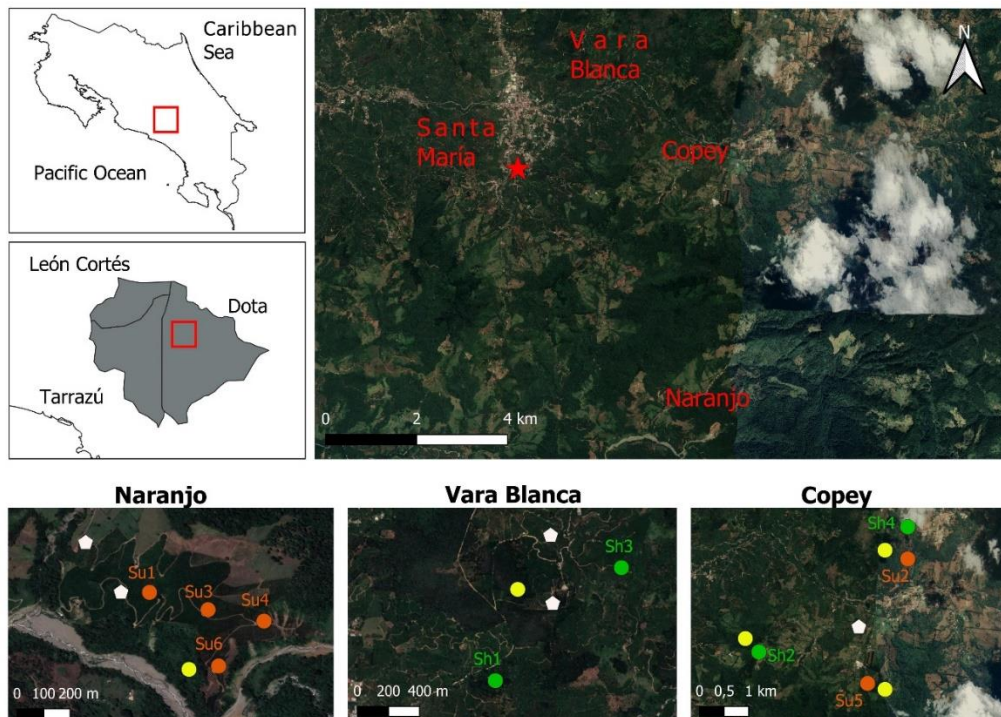 Caribbean
Sea
Pacific Ocean
León Cortés
Dota
Tarrazú
Vara
Blanca
N
Santa
María
Copey
Naranjo
0 2 4 km
Naranjo
Su1
Su3
Su4
Su6
0 100 200 m
Vara Blanca
Sh3
Sh1
0 200 400 m
Copey
Sh4
Su2
Sh2
Su5
0 0,5 1 km